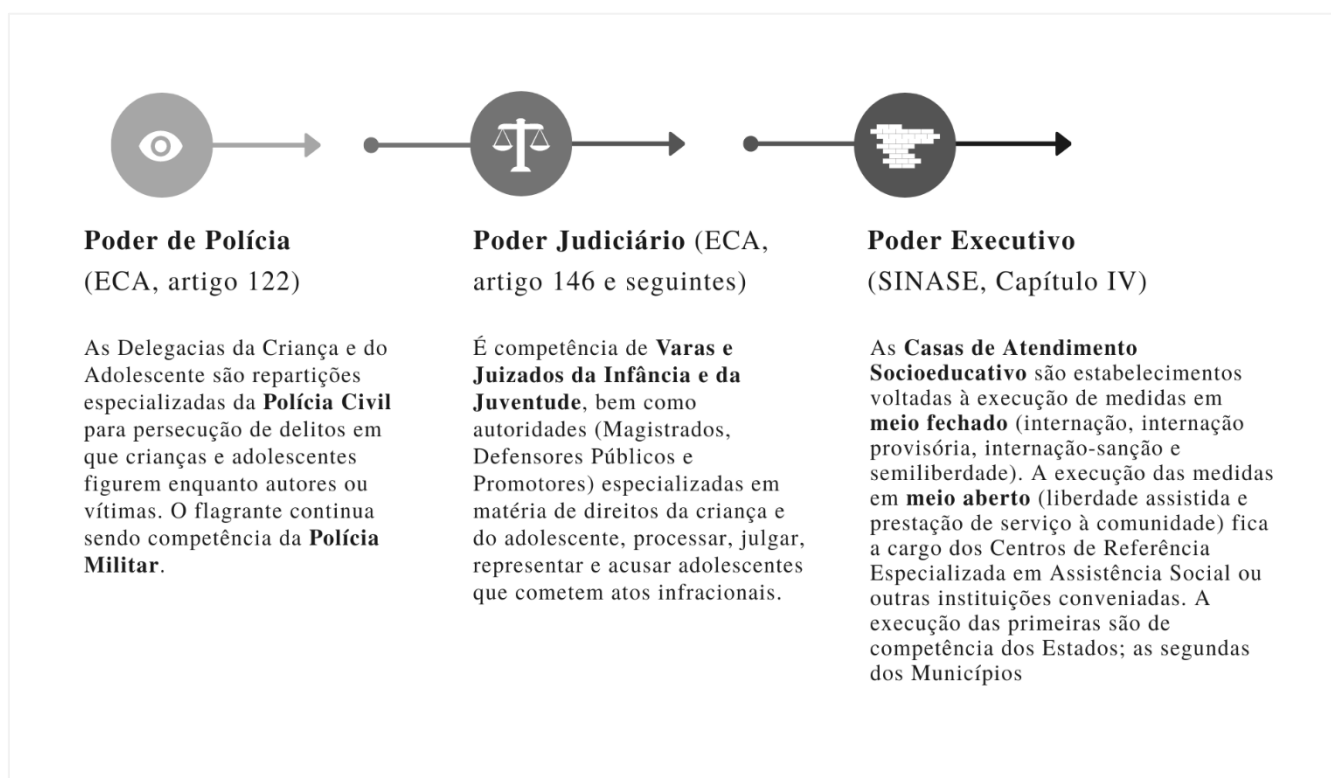 Poder de Polícia
(ECA, artigo 122)
As Delegacias da Criança e do
Adolescente são repartições
especializadas da Polícia Civil
para persecução de delitos em
que crianças e adolescentes
figurem enquanto autores ou
vítimas. O flagrante continua
sendo competência da Polícia
Militar.
Poder Judiciário (ECA,
artigo 146 e seguintes)
É competência de Varas e
Juizados da Infância e da
Juventude, bem como
autoridades (Magistrados,
Defensores Públicos e
Promotores) especializadas em
matéria de direitos da criança e
do adolescente, processar, julgar,
representar e acusar adolescentes
que cometem atos infracionais.
Poder Executivo
(SINASE, Capítulo IV)
As Casas de Atendimento
Socioeducativo são estabelecimentos
voltadas à execução de medidas em
meio fechado (internação, internação
provisória, internação-sanção e
semiliberdade). A execução das medidas
em meio aberto (liberdade assistida e
prestação de serviço à comunidade) fica
a cargo dos Centros de Referência
Especializada em Assistência Social ou
outras instituições conveniadas. A
execução das primeiras são de
competência dos Estados; as segundas
dos Municípios